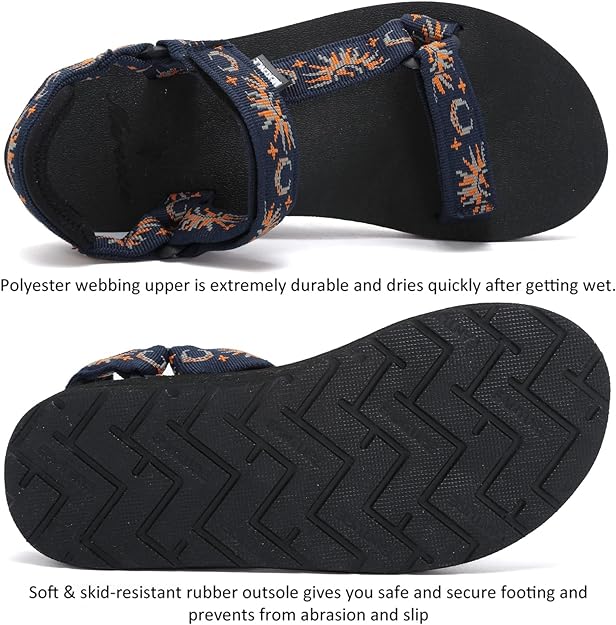 Polyester webbing upper is extremely durable and dries quickly after getting wet.
Soft & skid-resistant rubber outsole gives you safe and secure footing and
prevents from abrasion and slip